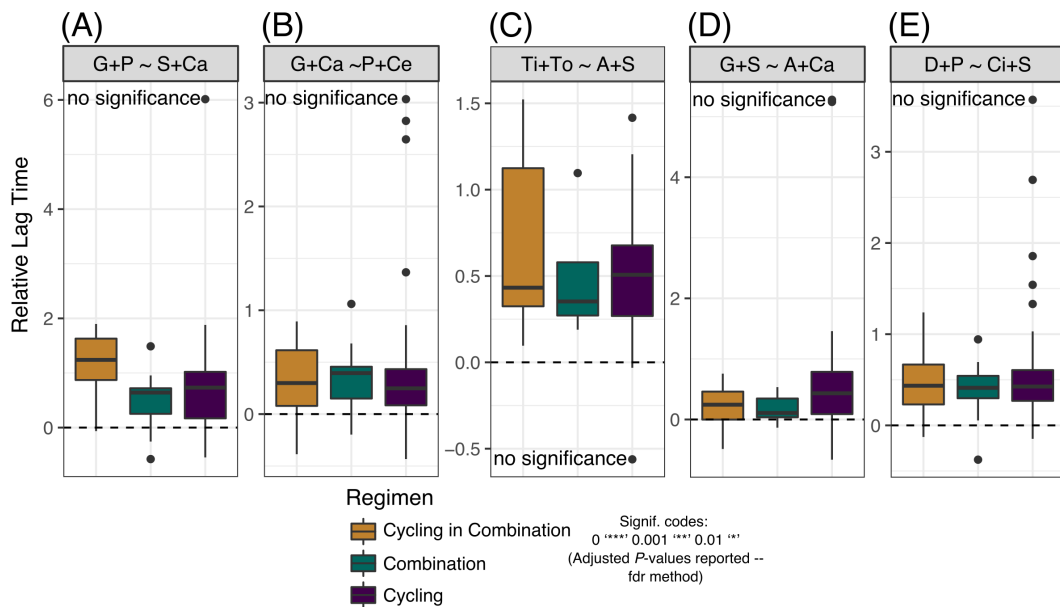 (A)
(B)
(C)
(D)
(E)
G+P ~ S+Ca
G+Ca ~P+Ce
Ti+To ~ A+S
G+S ~ A+Ca
D+P ~ Ci+S
Relative Lag Time
no significance
6
4
2
0
no significance
3
2
1
0
1.5
1.0
0.5
0.0
−0.5
no significance
no significance
4
2
0
no significance
3
2
1
0
Regimen
Cycling in Combination
Combination
Cycling
Signif. codes:
0 ‘***’ 0.001 ‘**’ 0.01 ‘*’
(Adjusted P-values reported --
fdr method)